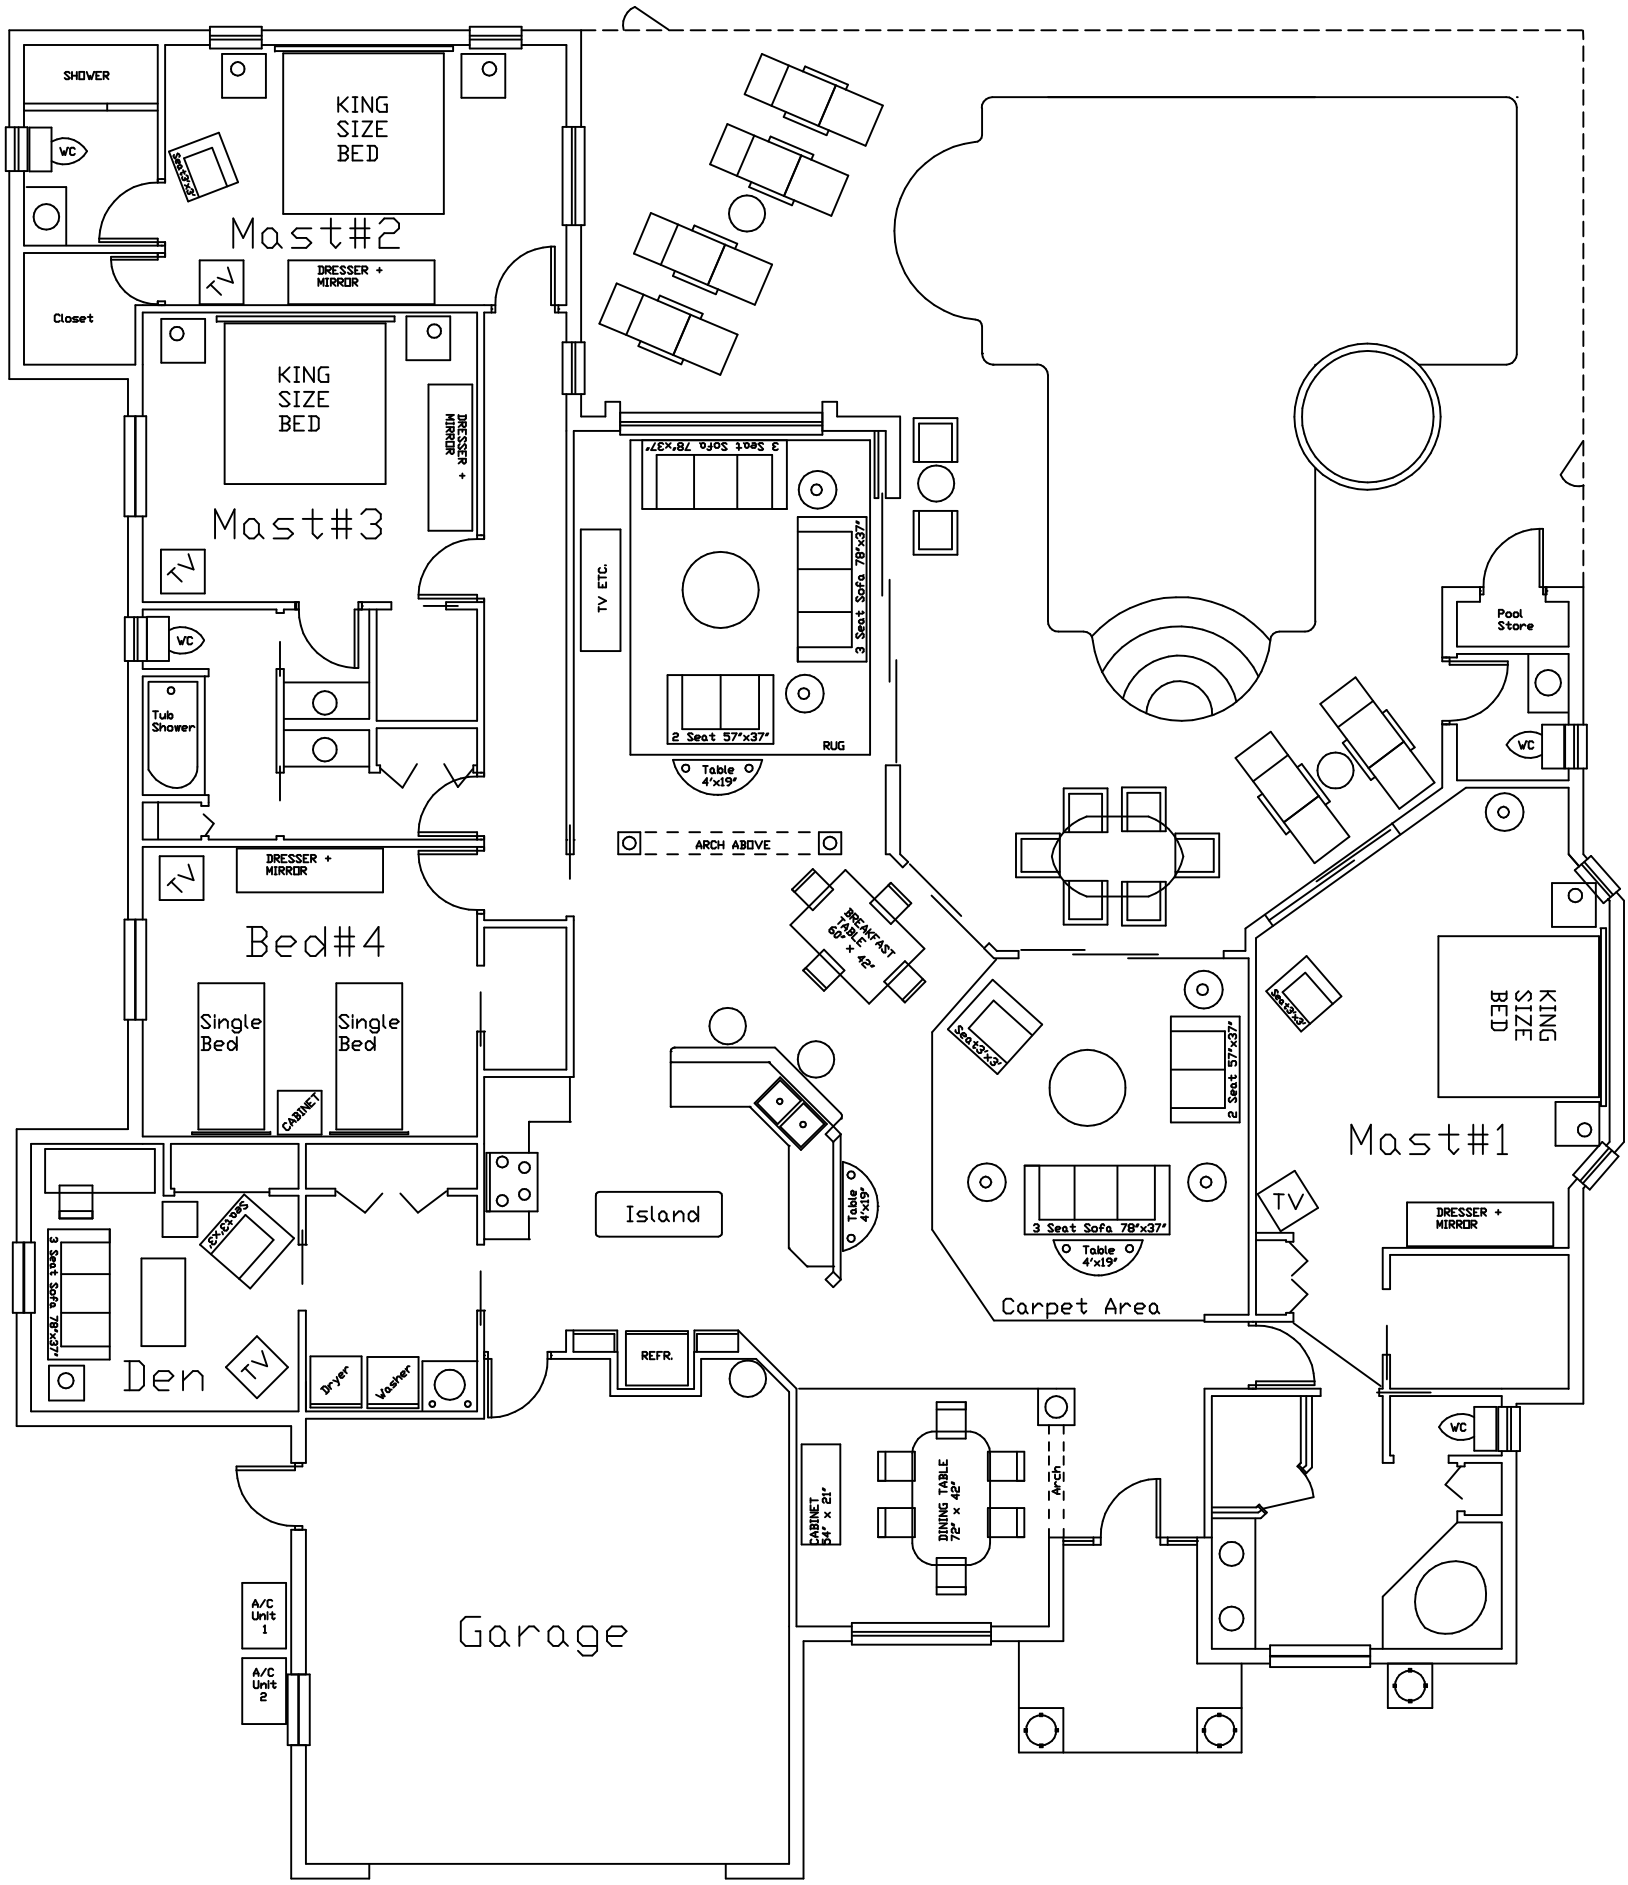 SHOWER
WC
Seat3'x3'
KING
SIZE
BED
Mast#2
TV
DRESSER +
MIRROR
Closet
KING
SIZE
BED
DRESSER +
MIRROR
Mast#3
TV
WC
Tub
Shower
3 Seat Sofa 78"x37"
TV ETC.
3 Seat Sofa 78"x37"
2 Seat 57"x37"
RUG
Table
4'x19"
ARCH ABOVE
Pool
Store
WC
TV
DRESSER +
MIRROR
Bed#4
Single
Bed
Single
Bed
CABINET
BREAKFAST
TABLE
60" x 42"
Seat3'x3'
2 Seat 57"x37"
Seat3'x3'
KING
SIZE
BED
Mast#1
TV
DRESSER +
MIRROR
Island
Table
4'x19"
3 Seat Sofa 78"x37"
Table
4'x19"
Carpet Area
Seat3'x3'
3 Seat Sofa 78"x37"
Den
TV
Dryer
Washer
REFR.
WC
CABINET
54" x 21"
DINING TABLE
72" x 42"
Arch
A/C
Unit
1
A/C
Unit
2
Garage